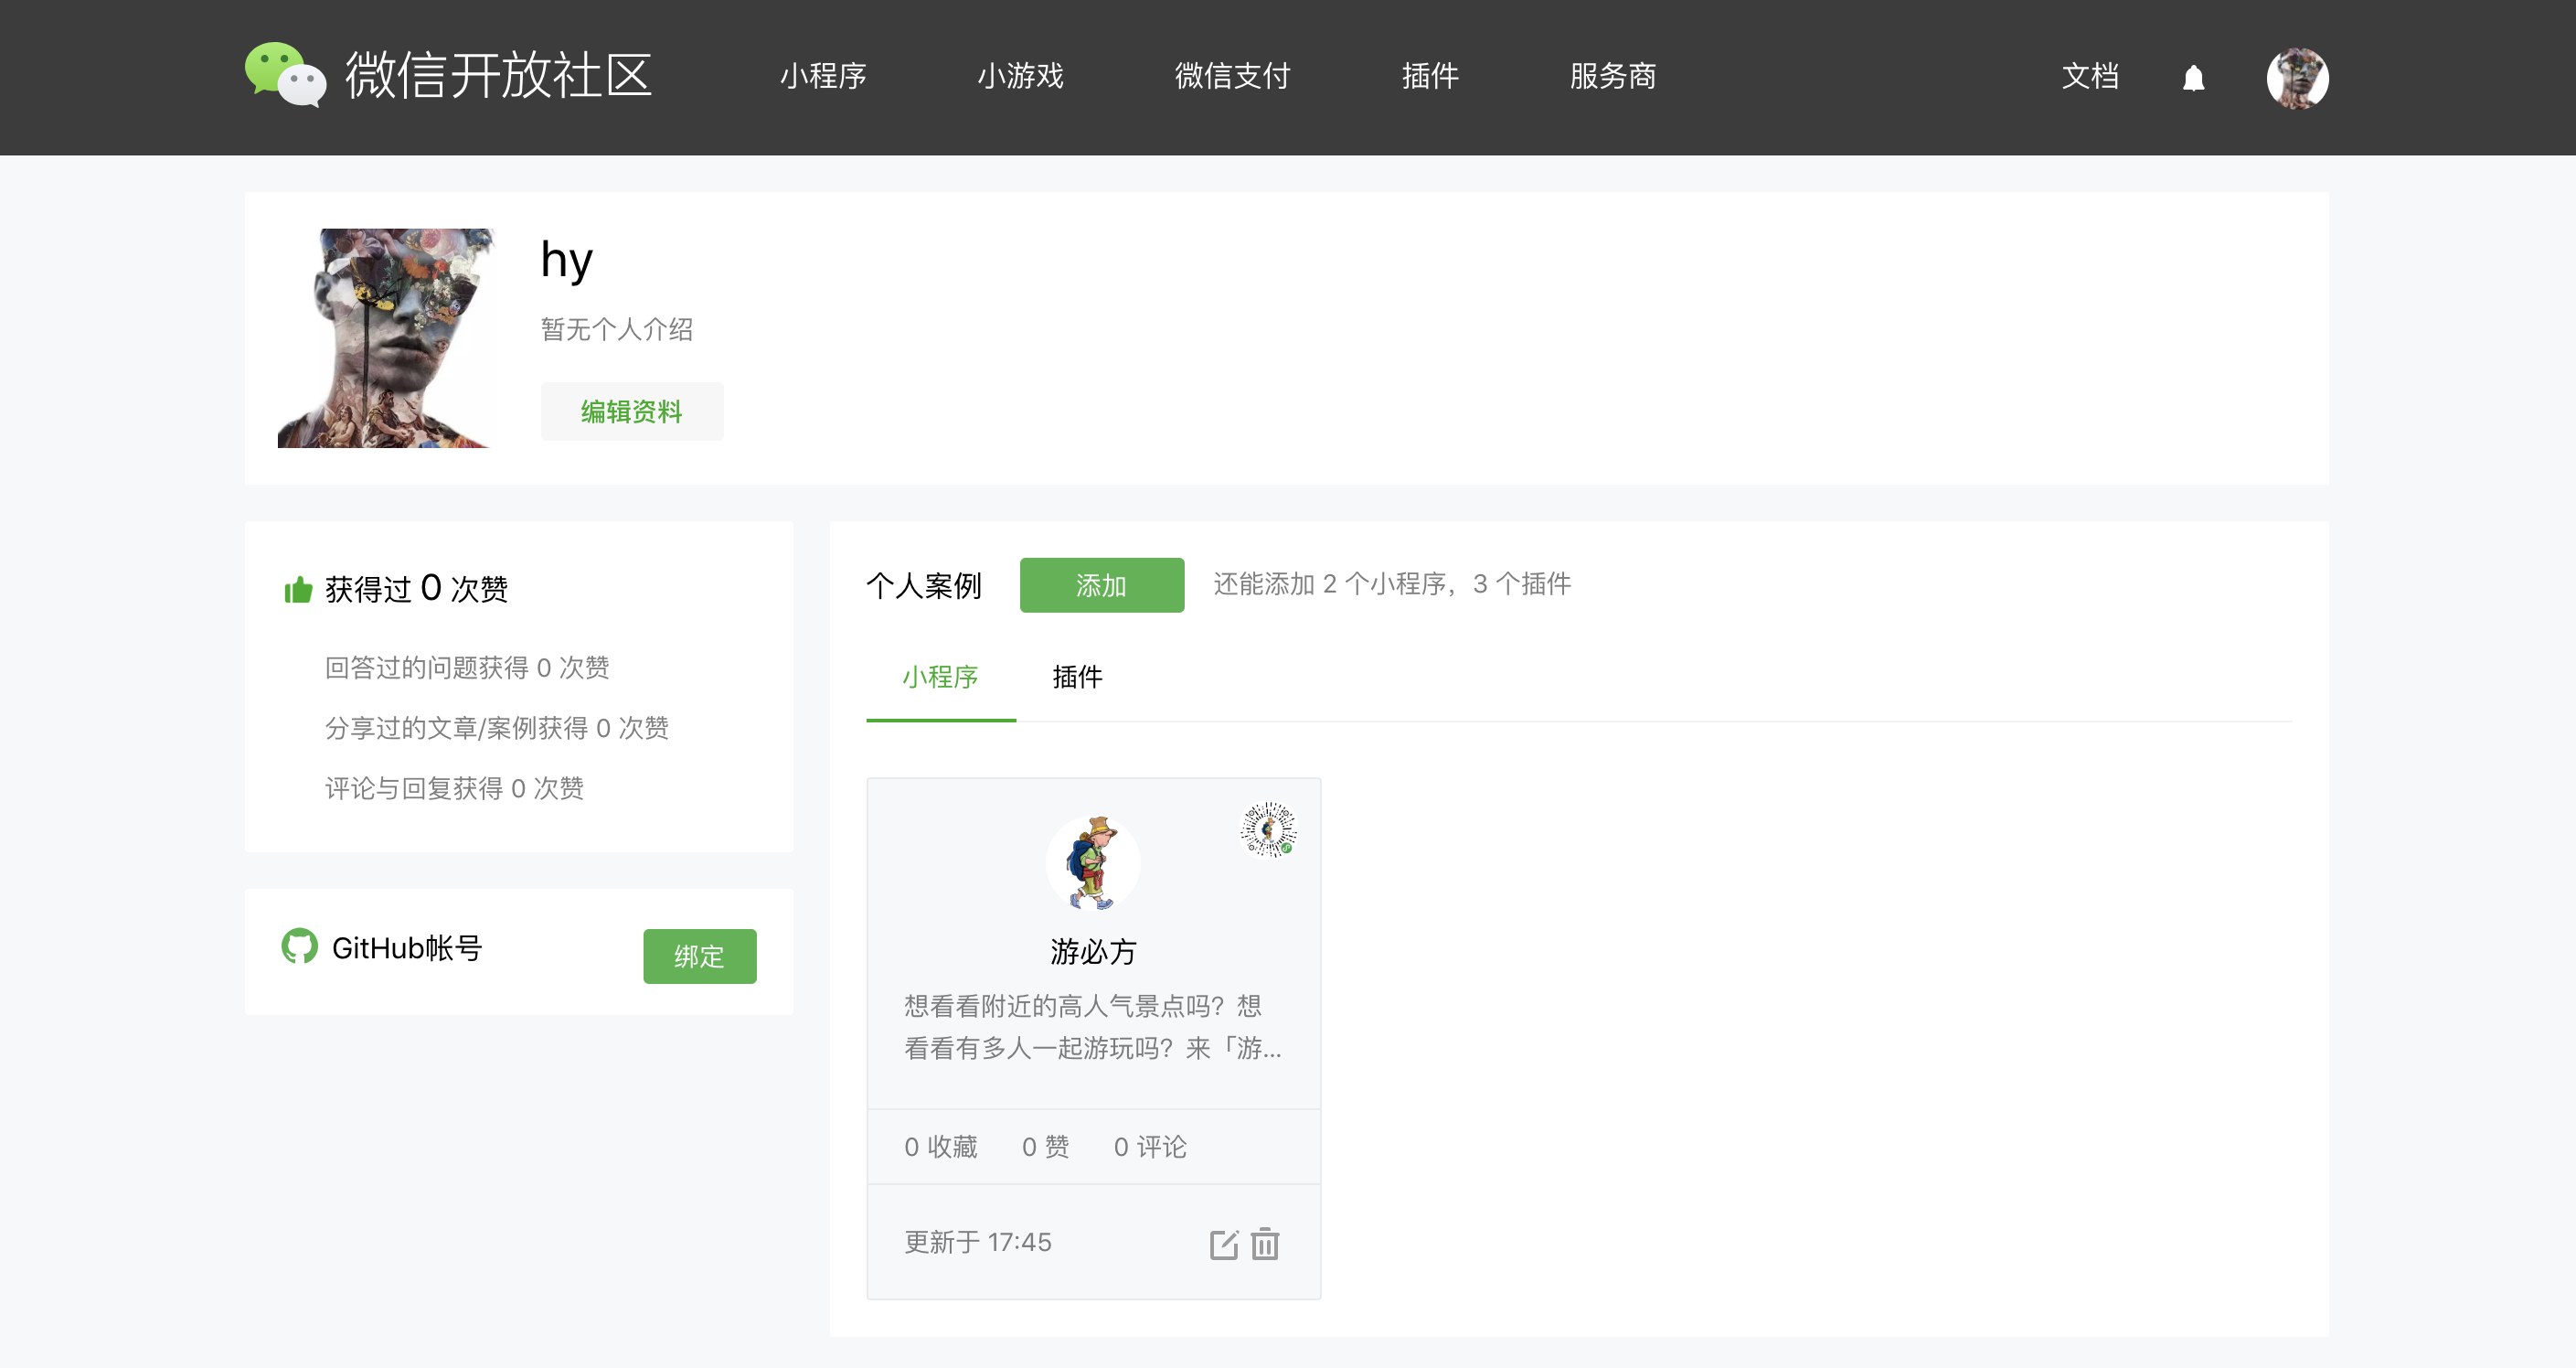 微信开放社区 小程序 小游戏 微信支付 插件 服务商 文档
hy
暂无个人介绍
编辑资料
获得过 0 次赞
回答过的问题获得 0 次赞
分享过的文章/案例获得 0 次赞
评论与回复获得 0 次赞
GitHub帐号 绑定
个人案例 添加 还能添加 2 个小程序，3 个插件
小程序 插件
游必方
想看看附近的高人气景点吗？想
看看有多人一起游玩吗？来「游...
0 收藏 0 赞 0 评论
更新于 17:45